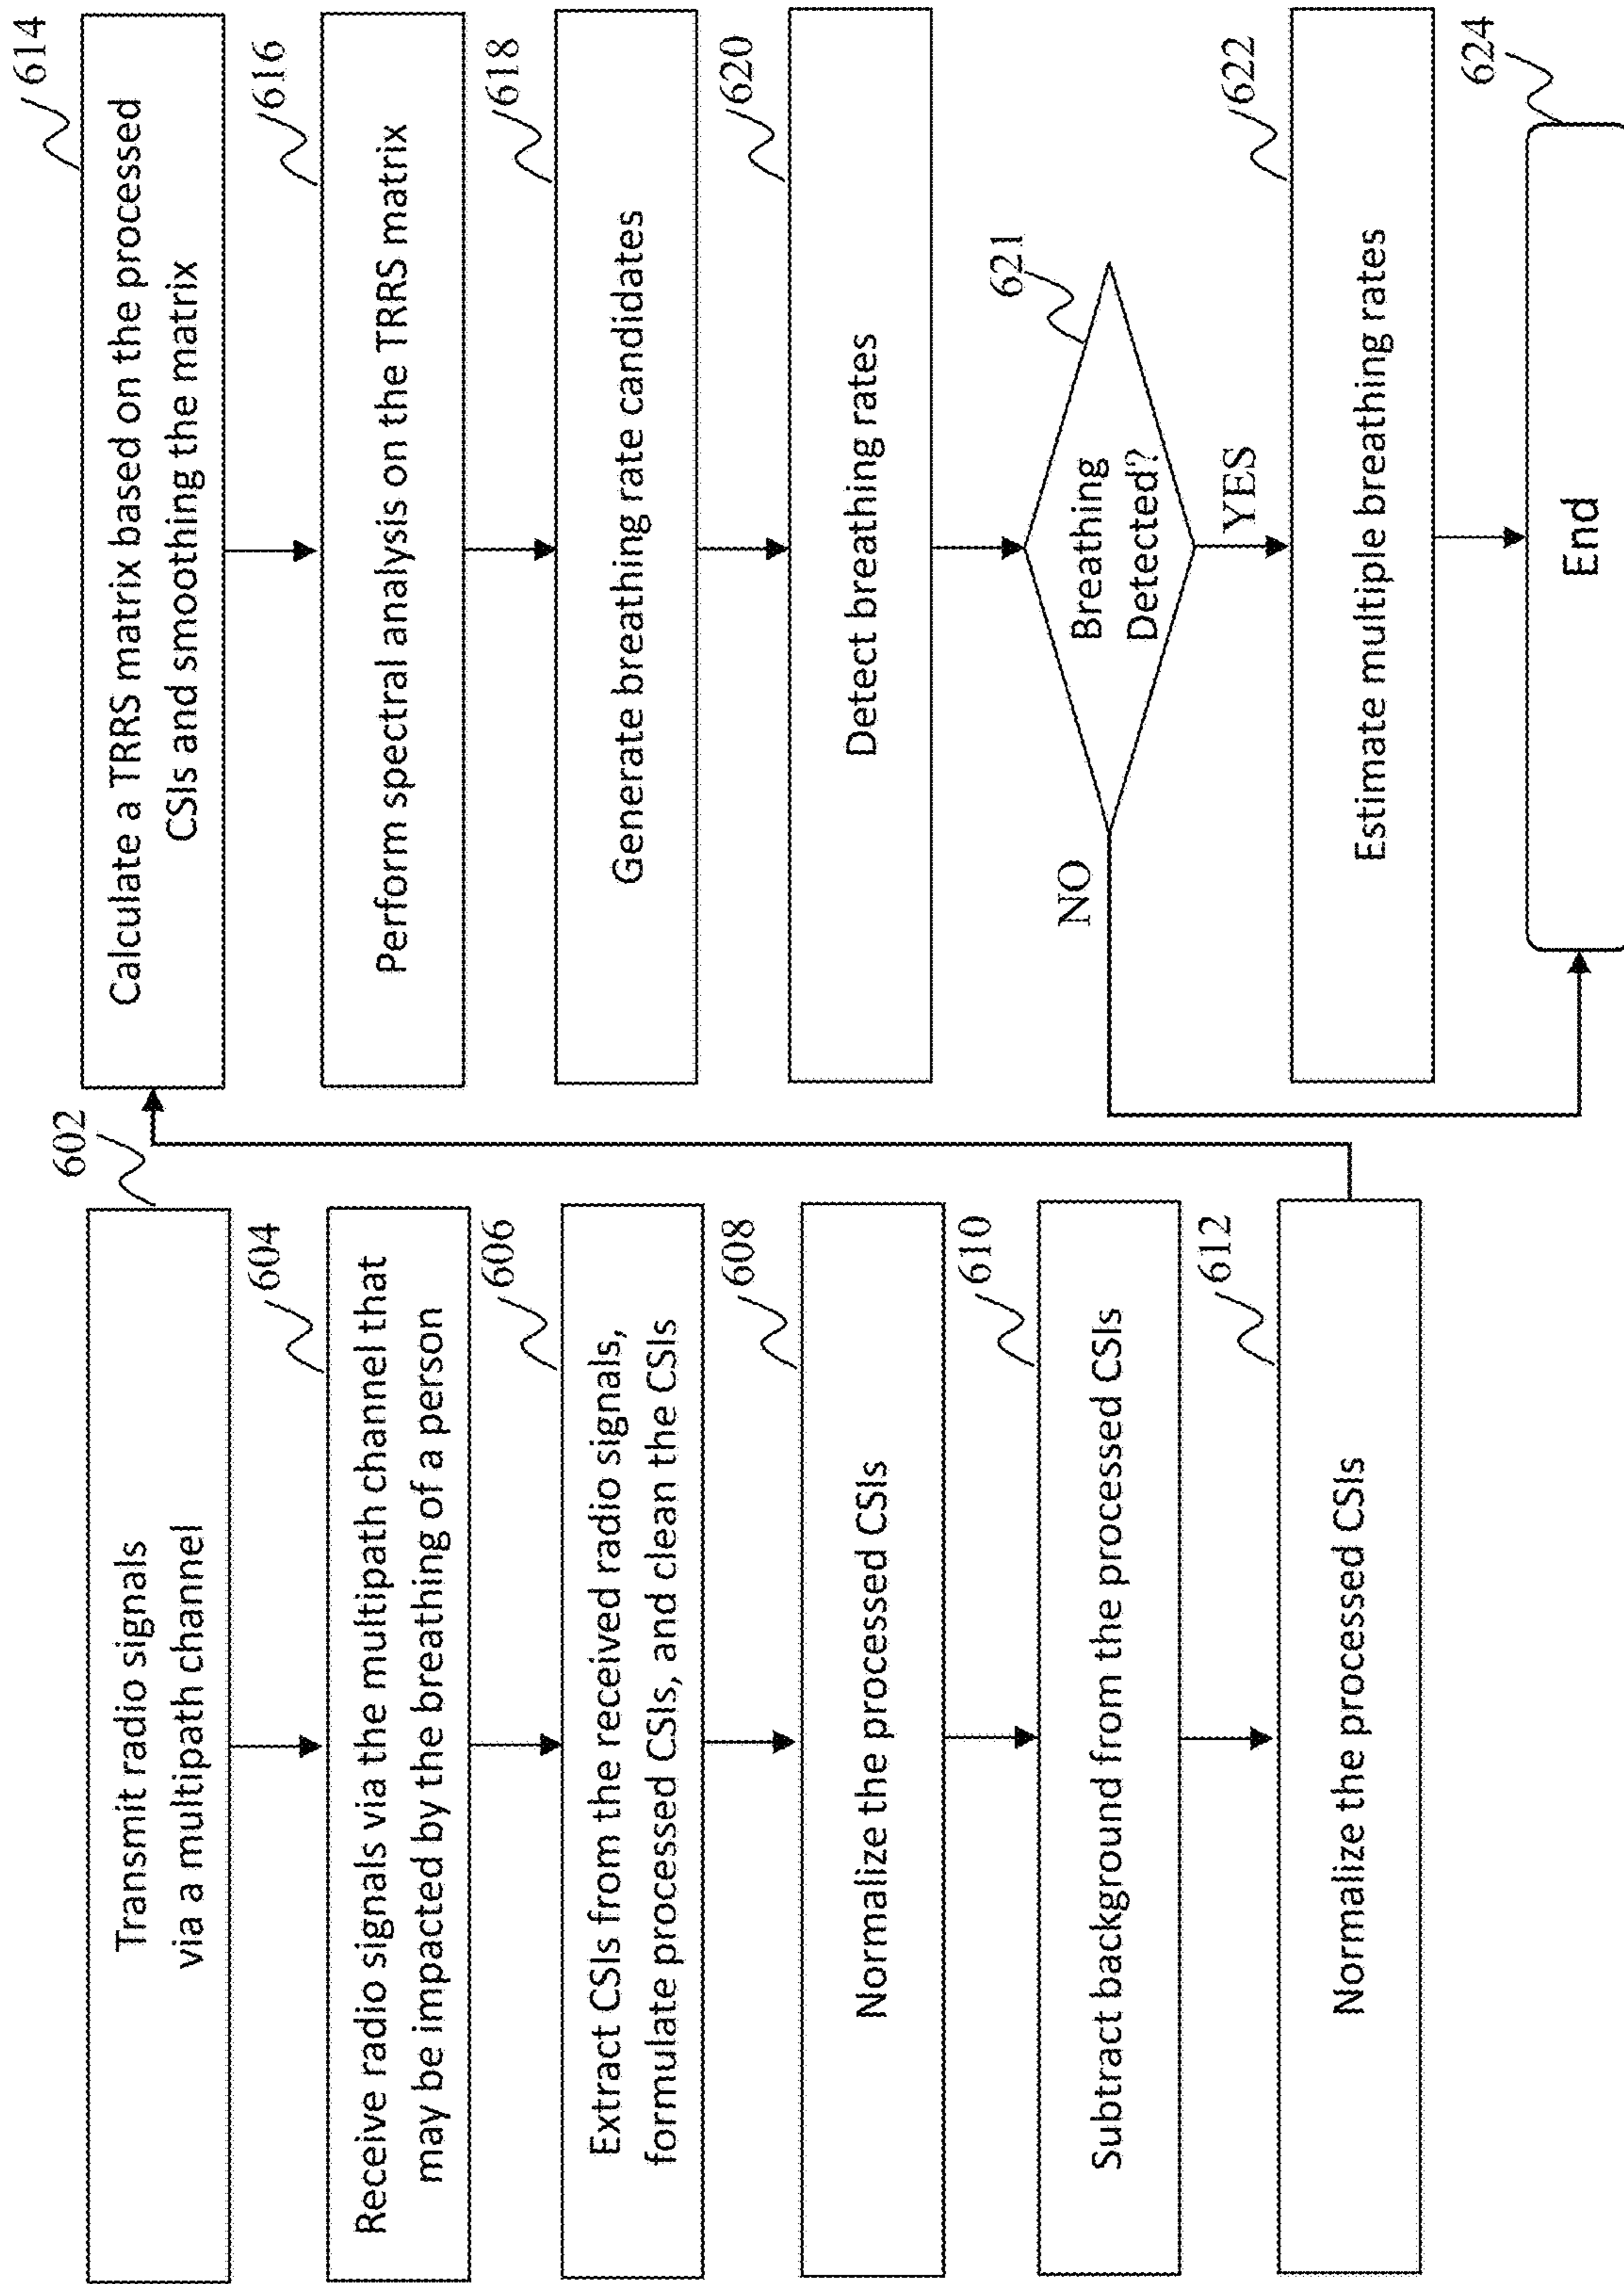 602
Transmit radio signals
via a multipath channel
604
Receive radio signals via the multipath channel that
may be impacted by the breathing of a person
606
Extract CSIs from the received radio signals,
formulate processed CSIs, and clean the CSIs
608
Normalize the processed CSIs
610
Subtract background from the processed CSIs
612
Normalize the processed CSIs
614
Calculate a TRRS matrix based on the processed
CSIs and smoothing the matrix
616
Perform spectral analysis on the TRRS matrix
618
Generate breathing rate candidates
620
Detect breathing rates
621
Breathing
Detected?
NO
YES
622
Estimate multiple breathing rates
624
End